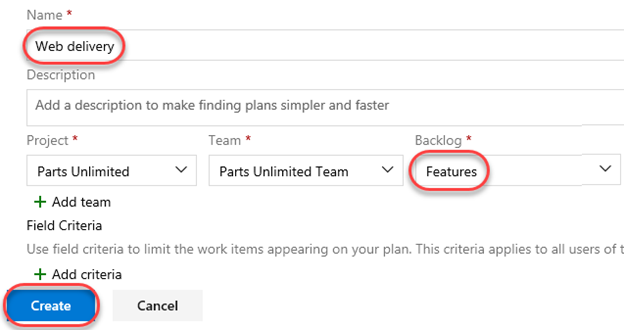 Name *
Web delivery
Description
Add a description to make finding plans simpler and faster
Project * Team * Backlog *
Parts Unlimited Parts Unlimited Team Features
+ Add team
Field Criteria
Use field criteria to limit the work items appearing on your plan. This criteria applies to all users of t
+ Add criteria
Create Cancel